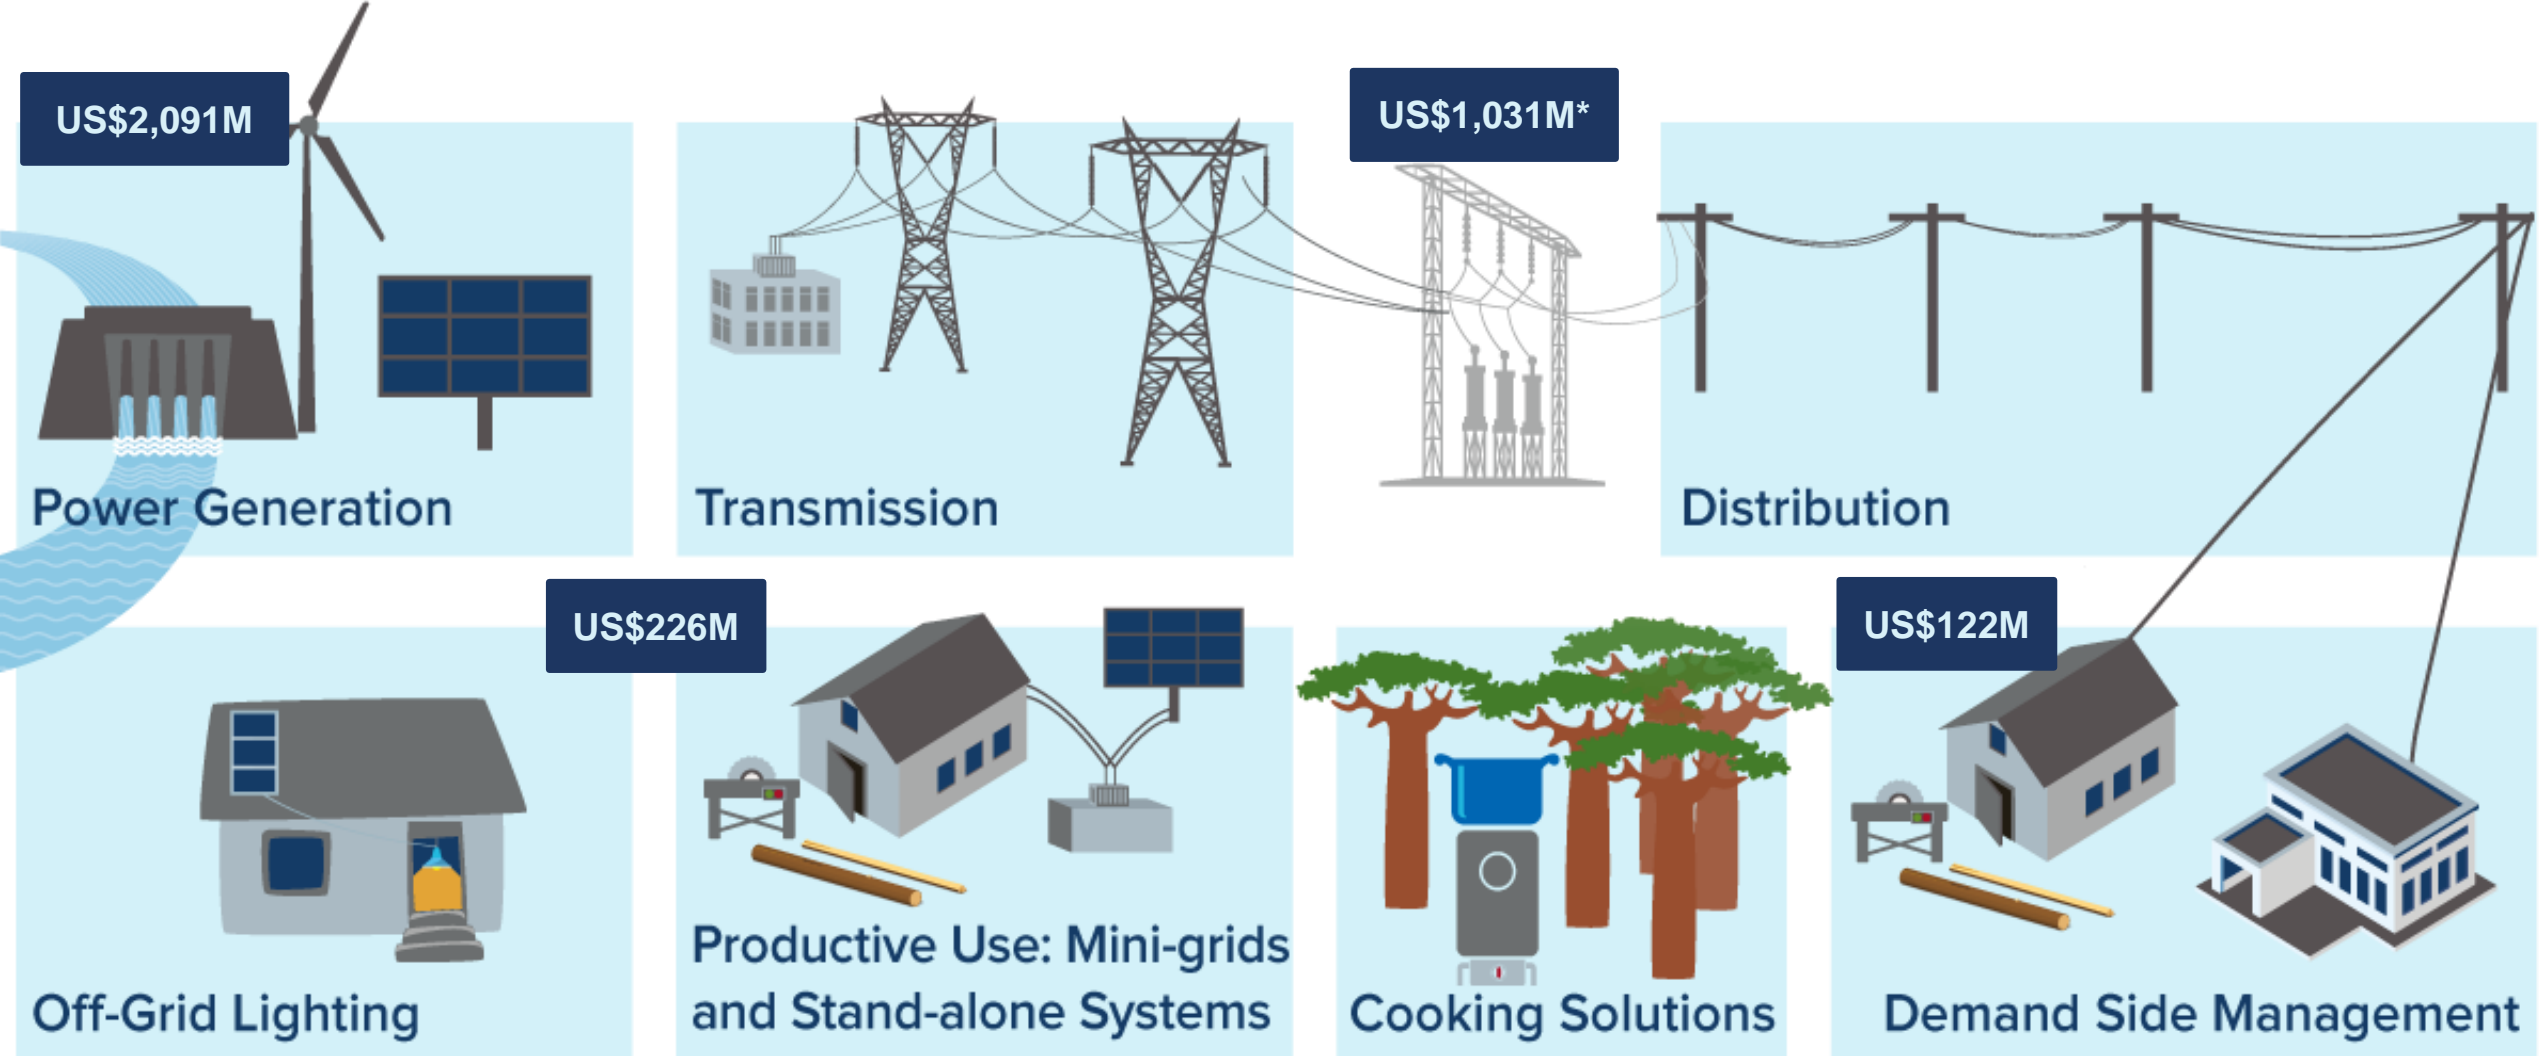 US$2,091M
US$1,031M*
Power Generation
Transmission
Distribution
US$226M
US$122M
Off-Grid Lighting
Productive Use: Mini-grids
and Stand-alone Systems
Cooking Solutions
Demand Side Management